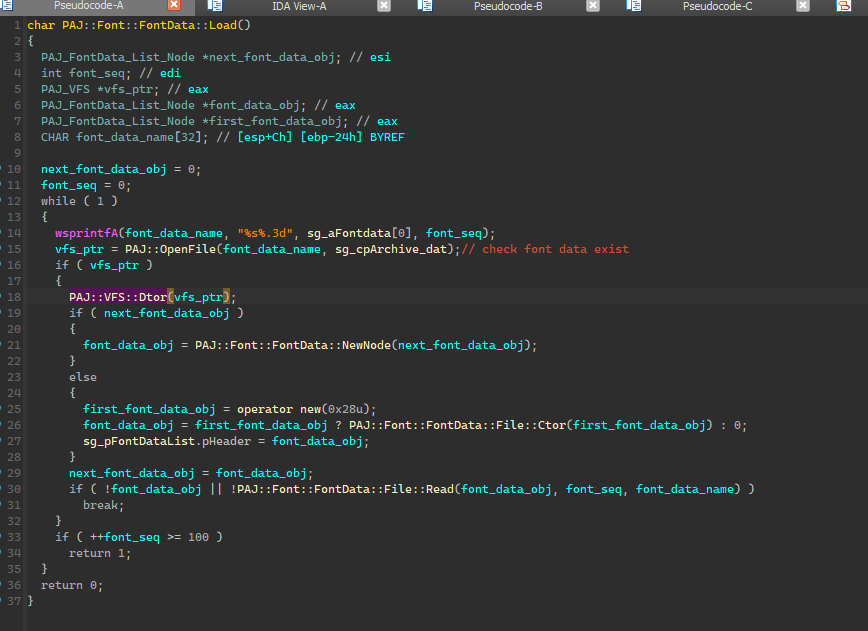 Pseudocode-A IDA View-A Pseudocode-B Pseudocode-C
1 char PAJ::Font::FontData::Load()
2 {
3   PAJ_FontData_List_Node *next_font_data_obj; // esi
4   int font_seq; // edi
5   PAJ_VFS *vfs_ptr; // eax
6   PAJ_FontData_List_Node *font_data_obj; // eax
7   PAJ_FontData_List_Node *first_font_data_obj; // eax
8   CHAR font_data_name[32]; // [esp+Ch] [ebp-24h] BYREF
9
10   next_font_data_obj = 0;
11   font_seq = 0;
12   while ( 1 )
13   {
14     wsprintfA(font_data_name, "%s%.3d", sg_aFontdata[0], font_seq);
15     vfs_ptr = PAJ::OpenFile(font_data_name, sg_cpArchive_dat);// check font data exist
16     if ( vfs_ptr )
17     {
18       PAJ::VFS::Dtor(vfs_ptr);
19       if ( next_font_data_obj )
20       {
21         font_data_obj = PAJ::Font::FontData::NewNode(next_font_data_obj);
22       }
23       else
24       {
25         first_font_data_obj = operator new(0x28u);
26         font_data_obj = first_font_data_obj ? PAJ::Font::FontData::File::Ctor(first_font_data_obj) : 0;
27         sg_pFontDataList.pHeader = font_data_obj;
28       }
29       next_font_data_obj = font_data_obj;
30       if ( !font_data_obj || !PAJ::Font::FontData::File::Read(font_data_obj, font_seq, font_data_name) )
31         break;
32     }
33     if ( ++font_seq >= 100 )
34       return 1;
35   }
36   return 0;
37 }